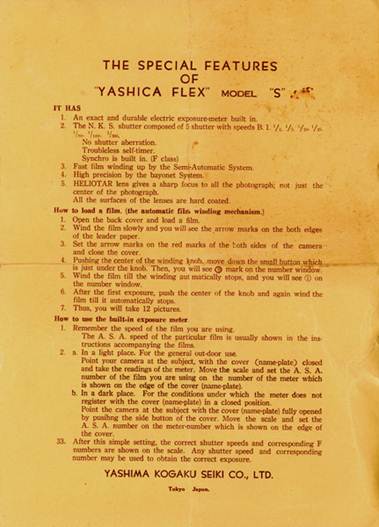 THE SPECIAL FEATURES
OF
"YASHICA FLEX" MODEL "S"
IT HAS
1. An exact and durable electric exposure-meter built in.
2. The N. K. S. shutter composed of 5 shutter with speeds B. 1.
No shutter aberration.
Troubleless self-timer.
Synchro is built in. (F class)
3. Fast film winding up by the Semi-Automatic System.
4. High precision by the bayonet System.
5. HELIOTAR lens gives a sharp focus to all the photograph; not just the
center of the photograph.
All the surfaces of the lenses are hard coated.
How to load a film. (the automatic film winding mechanism.)
1. Open the back cover and load a film.
2. Wind the film slowly and you will see the arrow marks on the both edges
of the leader paper.
3. Set the arrow marks on the red marks of the both sides of the camera
and close the cover.
4. Pushing the center of the winding knob, move down the small button which
is just under the knob. Then, you will see mark on the number window.
5. Wind the film till the winding automatically stops, and you will see ① on
the number window.
6. After the first exposure, push the center of the knob and again wind the
film till it automatically stops.
7. Thus, you will take 12 pictures.
How to use the built-in exposure meter
1. Remember the speed of the film you are using.
The A. S. A. speed of the particular film is usually shown in the ins-
tructions accompanying the films.
2. a. In a light place. For the general out-door use.
Point your camera at the subject, with the cover (name-plate) closed
and take the readings of the meter. Move the scale and set the A. S. A.
number of the film you are using on the number of the meter which
is shown on the edge of the cover (name-plate).
b. In a dark place. For the conditions under which the meter does not
register with the cover (name-plate) in a closed position.
Point the camera at the subject with the cover (name-plate) fully opened
by pusihng the side button of the cover. Move the scale and set the
A. S. A. number on the meter-number which is shown on the edge of
the cover.
33. After this simple setting, the correct shutter speeds and corresponding F
numbers are shown on the scale. Any shutter speed and corresponding
number may be used to obtain the correct exposure.
YASHIMA KOGAKU SEIKI CO., LTD.
Tokyo Japan.